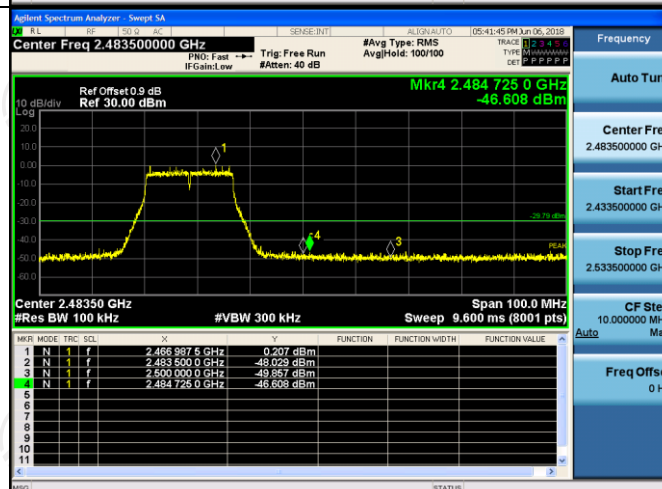 Agilent Spectrum Analyzer - Swept SA
RL RF 50 Ω AC SENSE:INT ALIGN AUTO 05:41:45 PM Jun 06, 2018
Center Freq 2.483500000 GHz
PNO: Fast
IFGain:Low
Trig: Free Run
#Atten: 40 dB
#Avg Type: RMS
Avg|Hold: 100/100
TRACE 1 2 3 4 5 6
TYPE M
DET P P P P P P
Frequency
Auto Tun
Center Fre
2.483500000 GH
Start Fre
2.433500000 GH
Stop Fre
2.533500000 GH
CF Ste
10.000000 MH
Auto Ma
Freq Offs
0 H
Mkr4 2.484 725 0 GHz
-46.608 dBm
Ref Offset 0.9 dB
10 dB/div Ref 30.00 dBm
Log
20.0
10.0
0.00
-10.0
-20.0
-30.0
-40.0
-50.0
-60.0
1
4
3
-29.79 dBm
PEAK
Center 2.48350 GHz Span 100.0 MHz
#Res BW 100 kHz #VBW 300 kHz Sweep 9.600 ms (8001 pts)
MKR MODE TRC SCL X Y FUNCTION FUNCTION WIDTH FUNCTION VALUE
1 N 1 f 2.466 987 5 GHz 0.207 dBm
2 N 1 f 2.483 500 0 GHz -48.029 dBm
3 N 1 f 2.500 000 0 GHz -49.857 dBm
4 N 1 f 2.484 725 0 GHz -46.608 dBm
5
6
7
8
9
10
11
MSG STATUS